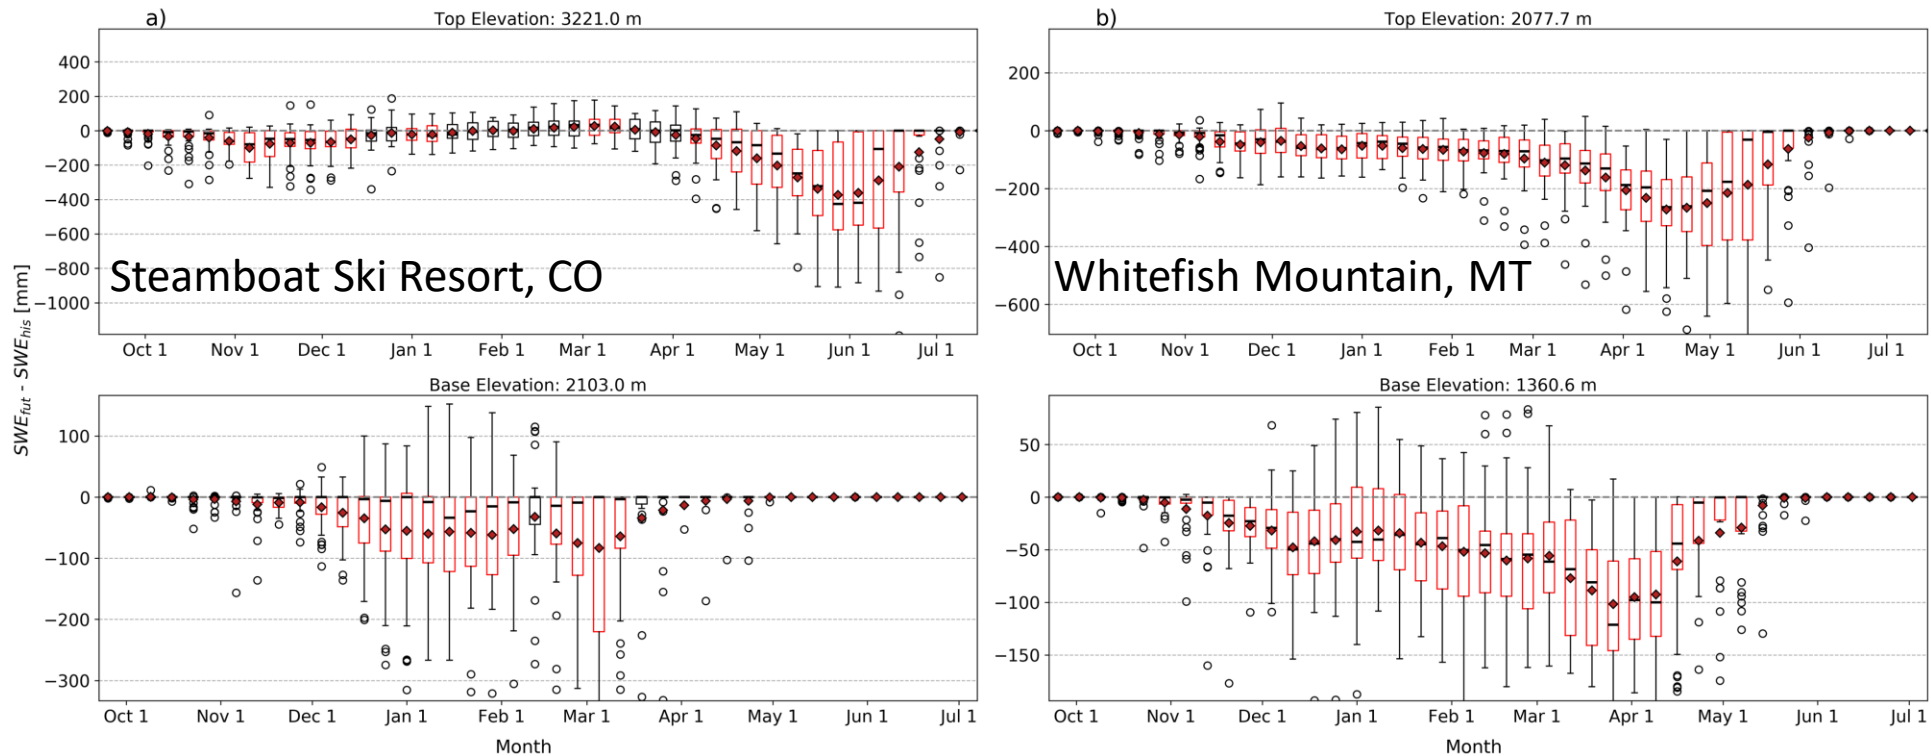 a)
Top Elevation: 3221.0 m
400
200
0
−200
−400
−600
−800
−1000
Steamboat Ski Resort, CO
Oct 1 Nov 1 Dec 1 Jan 1 Feb 1 Mar 1 Apr 1 May 1 Jun 1 Jul 1
b)
Top Elevation: 2077.7 m
200
0
−200
−400
−600
Whitefish Mountain, MT
Oct 1 Nov 1 Dec 1 Jan 1 Feb 1 Mar 1 Apr 1 May 1 Jun 1 Jul 1
SWE_fut - SWE_his [mm]
Base Elevation: 2103.0 m
100
0
−100
−200
−300
Oct 1 Nov 1 Dec 1 Jan 1 Feb 1 Mar 1 Apr 1 May 1 Jun 1 Jul 1
Month
Base Elevation: 1360.6 m
50
0
−50
−100
−150
Oct 1 Nov 1 Dec 1 Jan 1 Feb 1 Mar 1 Apr 1 May 1 Jun 1 Jul 1
Month